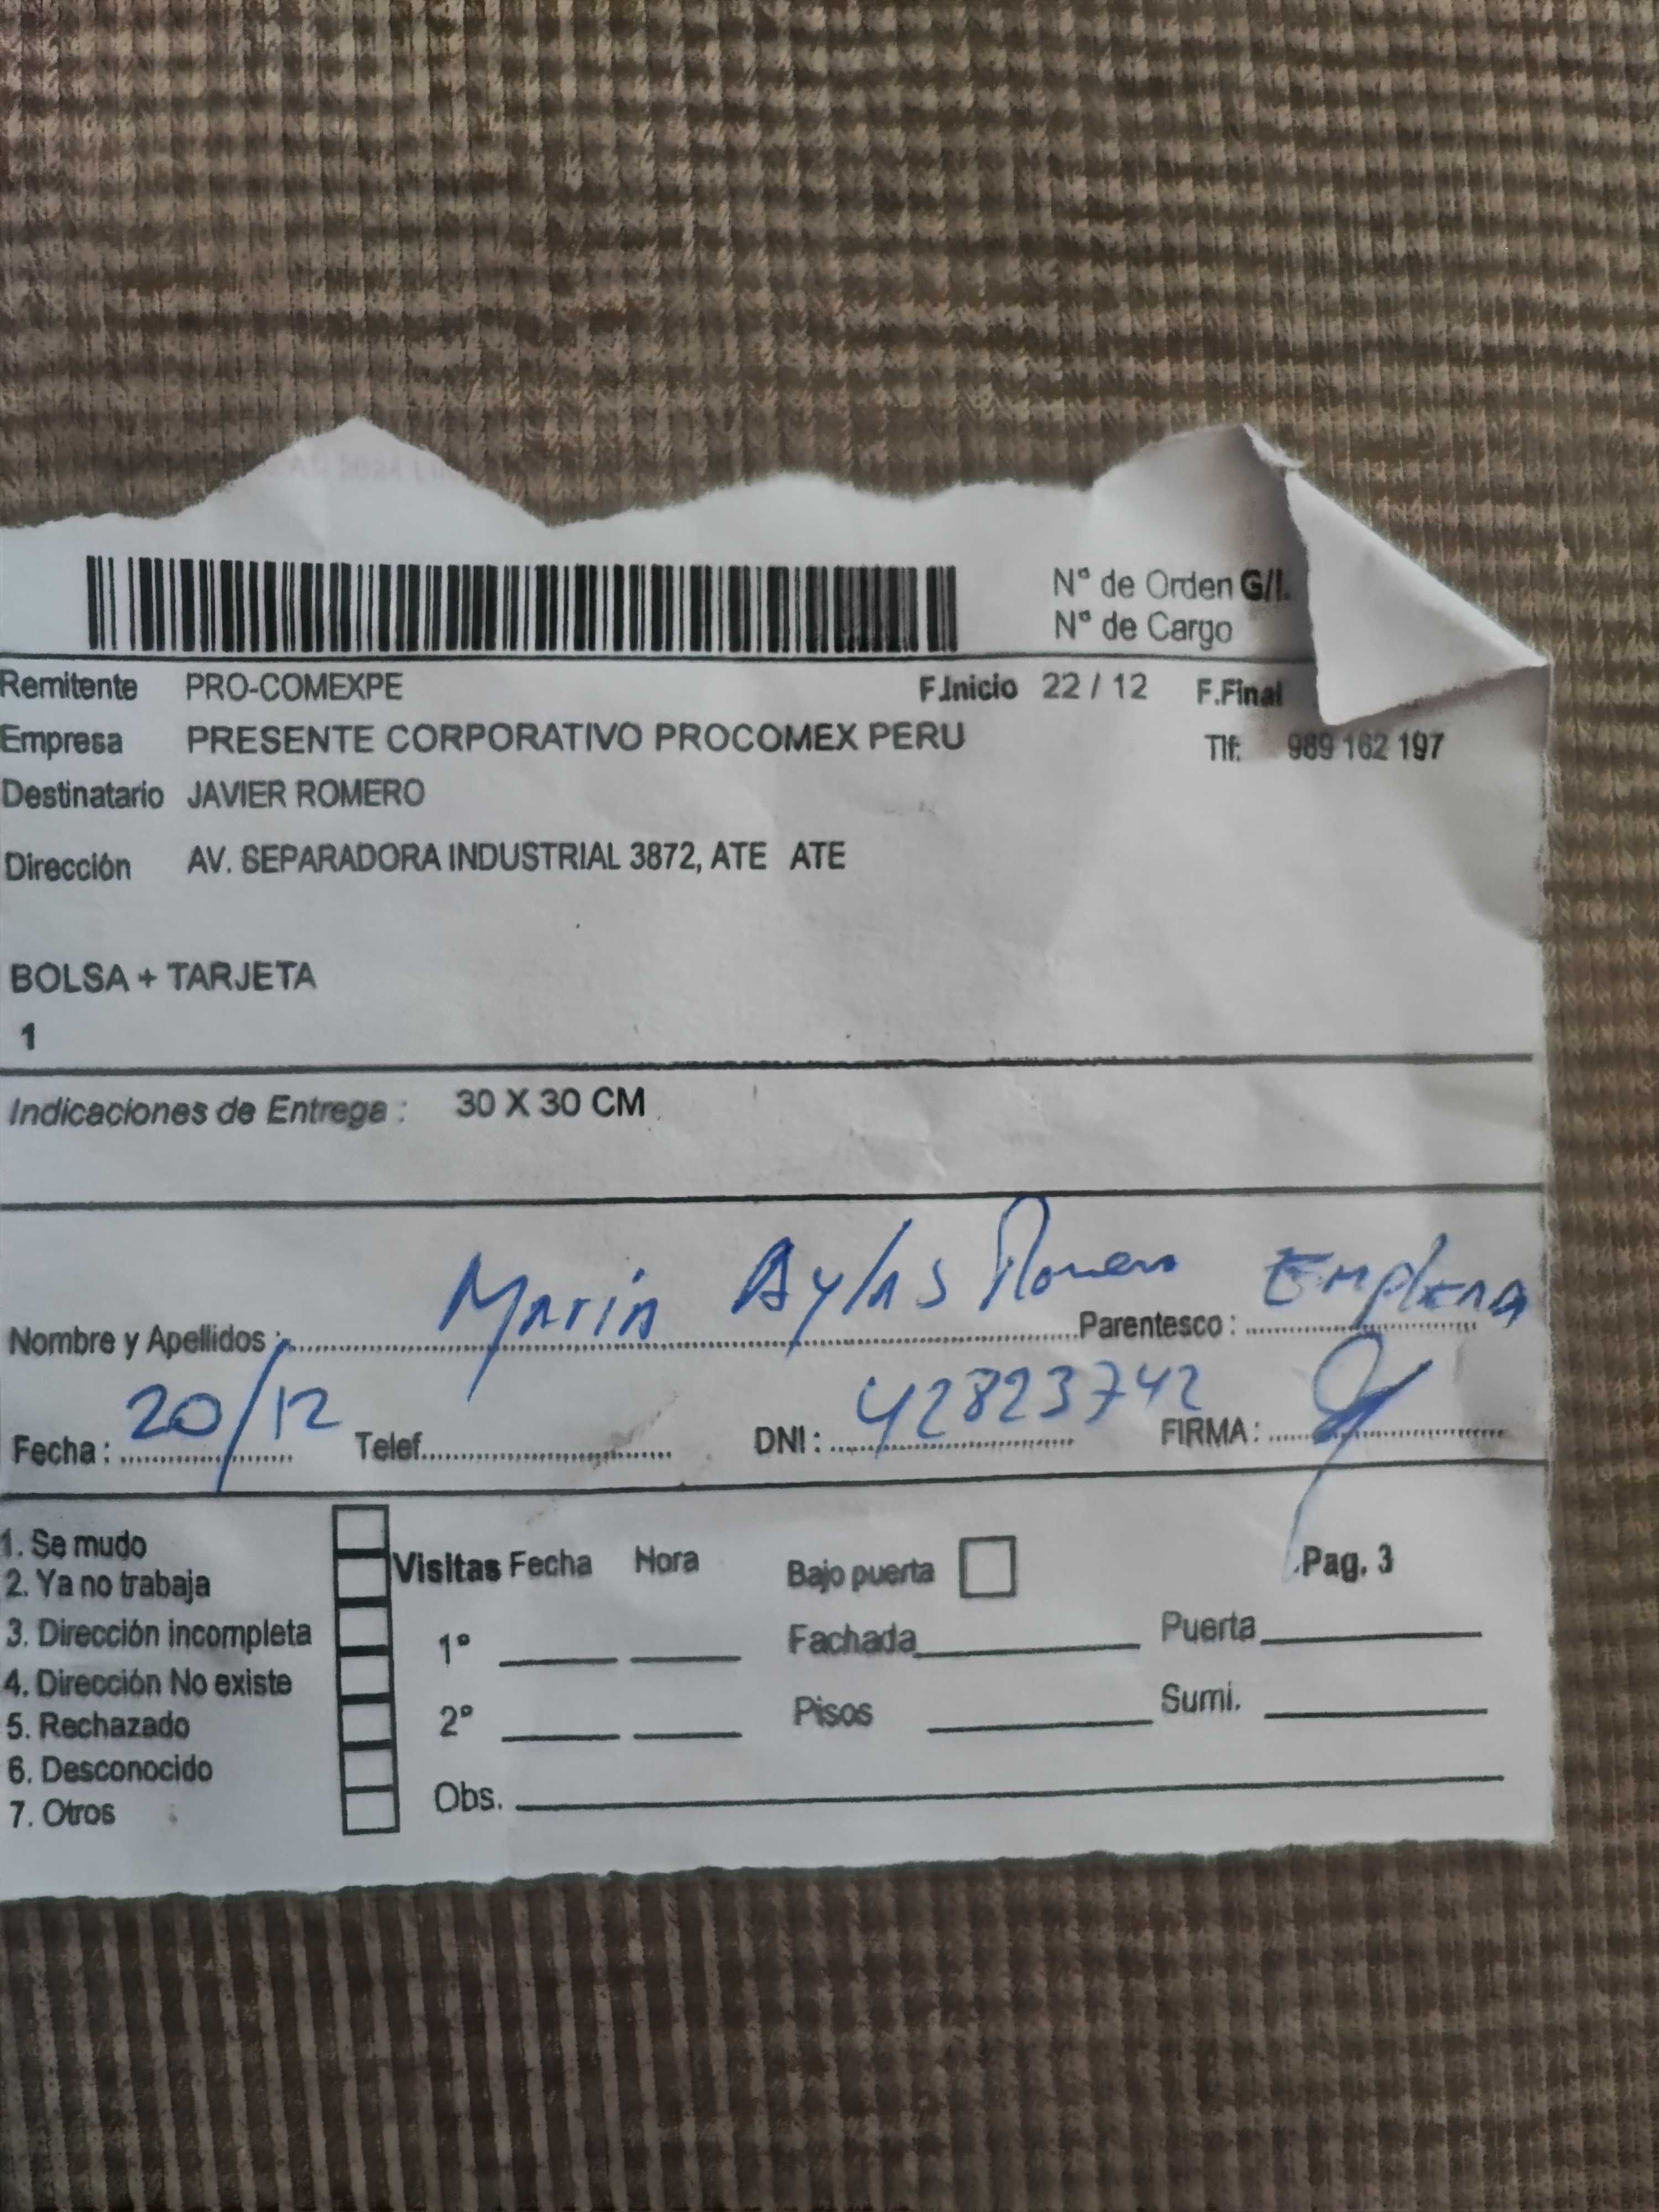 N° de Orden G/I.
N° de Cargo
Remitente PRO-COMEXPE F.Inicio 22 / 12 F.Final
Empresa PRESENTE CORPORATIVO PROCOMEX PERU Tlf: 989 162 197
Destinatario JAVIER ROMERO
Dirección AV. SEPARADORA INDUSTRIAL 3872, ATE ATE
BOLSA + TARJETA
1
Indicaciones de Entrega : 30 X 30 CM
Nombre y Apellidos : Maria Aylas Romero Parentesco :
Fecha : 20/12 Telef. DNI : 42823742 FIRMA :
1. Se mudo
2. Ya no trabaja
3. Dirección incompleta
4. Dirección No existe
5. Rechazado
6. Desconocido
7. Otros
Visitas Fecha Hora
1°
2°
Obs.
Bajo puerta
Fachada
Pisos
Pag. 3
Puerta
Sumi.